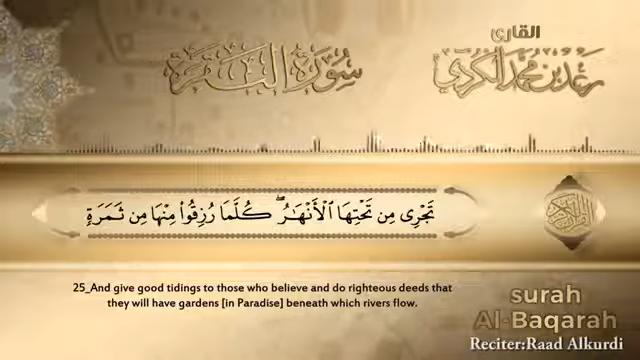 القارئ
رعد بن محمد الكردي
سورة البقرة
تَجْرِى مِن تَحْتِهَا ٱلْأَنْهَـٰرُ ۖ كُلَّمَا رُزِقُوا۟ مِنْهَا مِن ثَمَرَةٍ
القرآن الكريم
25_And give good tidings to those who believe and do righteous deeds that
they will have gardens [in Paradise] beneath which rivers flow.
surah
Al-Baqarah
Reciter:Raad Alkurdi